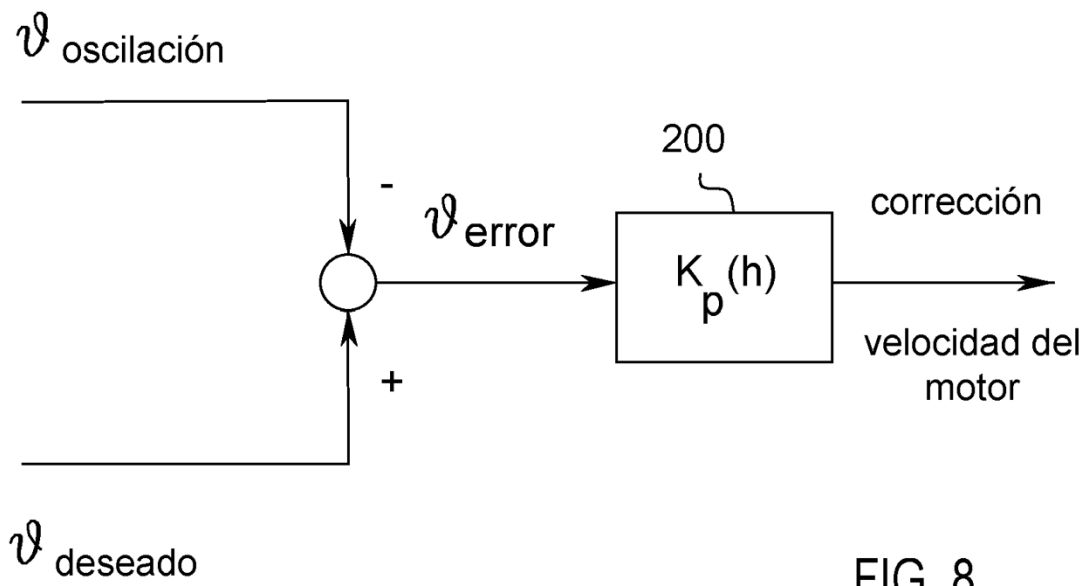 ϑ oscilación
-
200
corrección
ϑ error
K p (h)
+
velocidad del
motor
ϑ deseado
FIG. 8